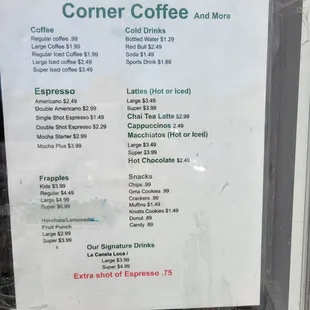 Corner Coffee And More
Coffee
Regular coffee .99
Large Coffee $1.99
Regular Iced Coffee $1.99
Large Iced coffee $2.49
Super Iced coffee $3.49
Cold Drinks
Bottled Water $1.29
Red Bull $2.49
Soda $1.49
Sports Drink $1.89
Espresso
Americano $2.49
Double Americano $2.99
Single Shot Espresso $1.49
Double Shot Espresso $2.29
Mocha Starter $2.99
Mocha Plus $3.99
Lattes (Hot or Iced)
Large $3.49
Super $3.99
Chai Tea Latte $2.99
Cappuccinos 2.49
Macchiatos (Hot or Iced)
Large $3.49
Super $3.99
Hot Chocolate $2.49
Frapples
Kids $3.99
Regular $4.49
Large $4.99
Super $6.99
Horchata/Lemonade/
Fruit Punch
Large $2.99
Super $3.99
Snacks
Chips .99
Gma Cookies .99
Crackers .99
Muffins $1.49
Knotts Cookies $1.49
Donut .89
Candy .89
Our Signature Drinks
La Canela Loca /
Large $3.99
Super $4.99
Extra shot of Espresso .75